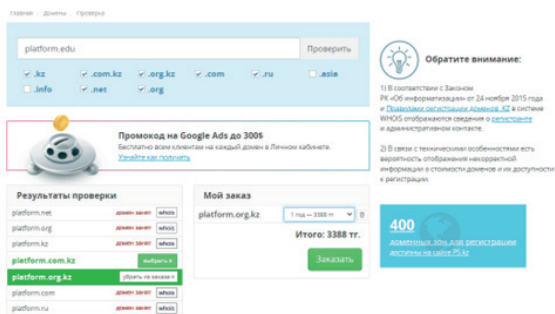 Главная Домены Проверка
platform.edu Проверить
.kz .com.kz .org.kz .com .ru .asia
.info .net .org
Обратите внимание:
1) В соответствии с Законом
РК «Об информатизации» от 24 ноября 2015 года
и Правилами регистрации доменов .KZ в системе
WHOIS отображаются сведения о регистранте
и административном контакте.
2) В связи с техническими особенностями есть
вероятность отображения некорректной
информации о стоимости доменов и их доступности
к регистрации.
Промокод на Google Ads до 300$
Бесплатно всем клиентам на каждый домен в Личном кабинете.
Узнайте как получить
Результаты проверки
platform.net домен занят whois
platform.org домен занят whois
platform.kz домен занят whois
platform.com.kz выбрать
platform.org.kz убрать из заказа
platform.com домен занят whois
platform.ru домен занят whois
Мой заказ
platform.org.kz 1 год — 3388 тг
Итого: 3388 тг.
Заказать
400
доменных зон для регистрации
доступны на сайте PS.kz